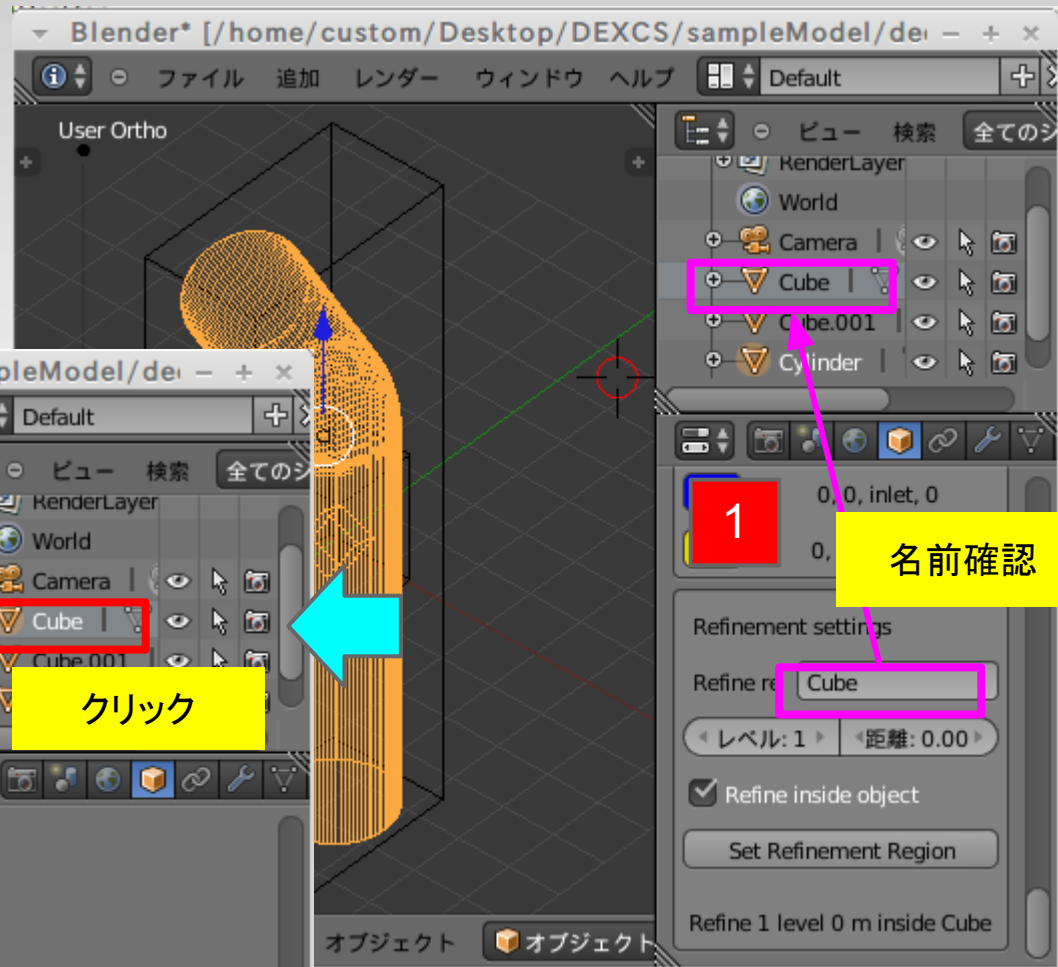 Blender* [/home/custom/Desktop/DEXCS/sampleModel/de
ファイル 追加 レンダー ウィンドウ ヘルプ Default
User Ortho
ビュー 検索 全てのシ
RenderLayer
World
Camera
Cube
Cube.001
Cylinder
0, 0, inlet, 0
0,
1
名前確認
Refinement settings
Refine re Cube
レベル: 1 距離: 0.00
Refine inside object
Set Refinement Region
Refine 1 level 0 m inside Cube
オブジェクト オブジェクト
pleModel/de
Default
ビュー 検索 全てのシ
RenderLayer
World
Camera
Cube
Cube.001
クリック